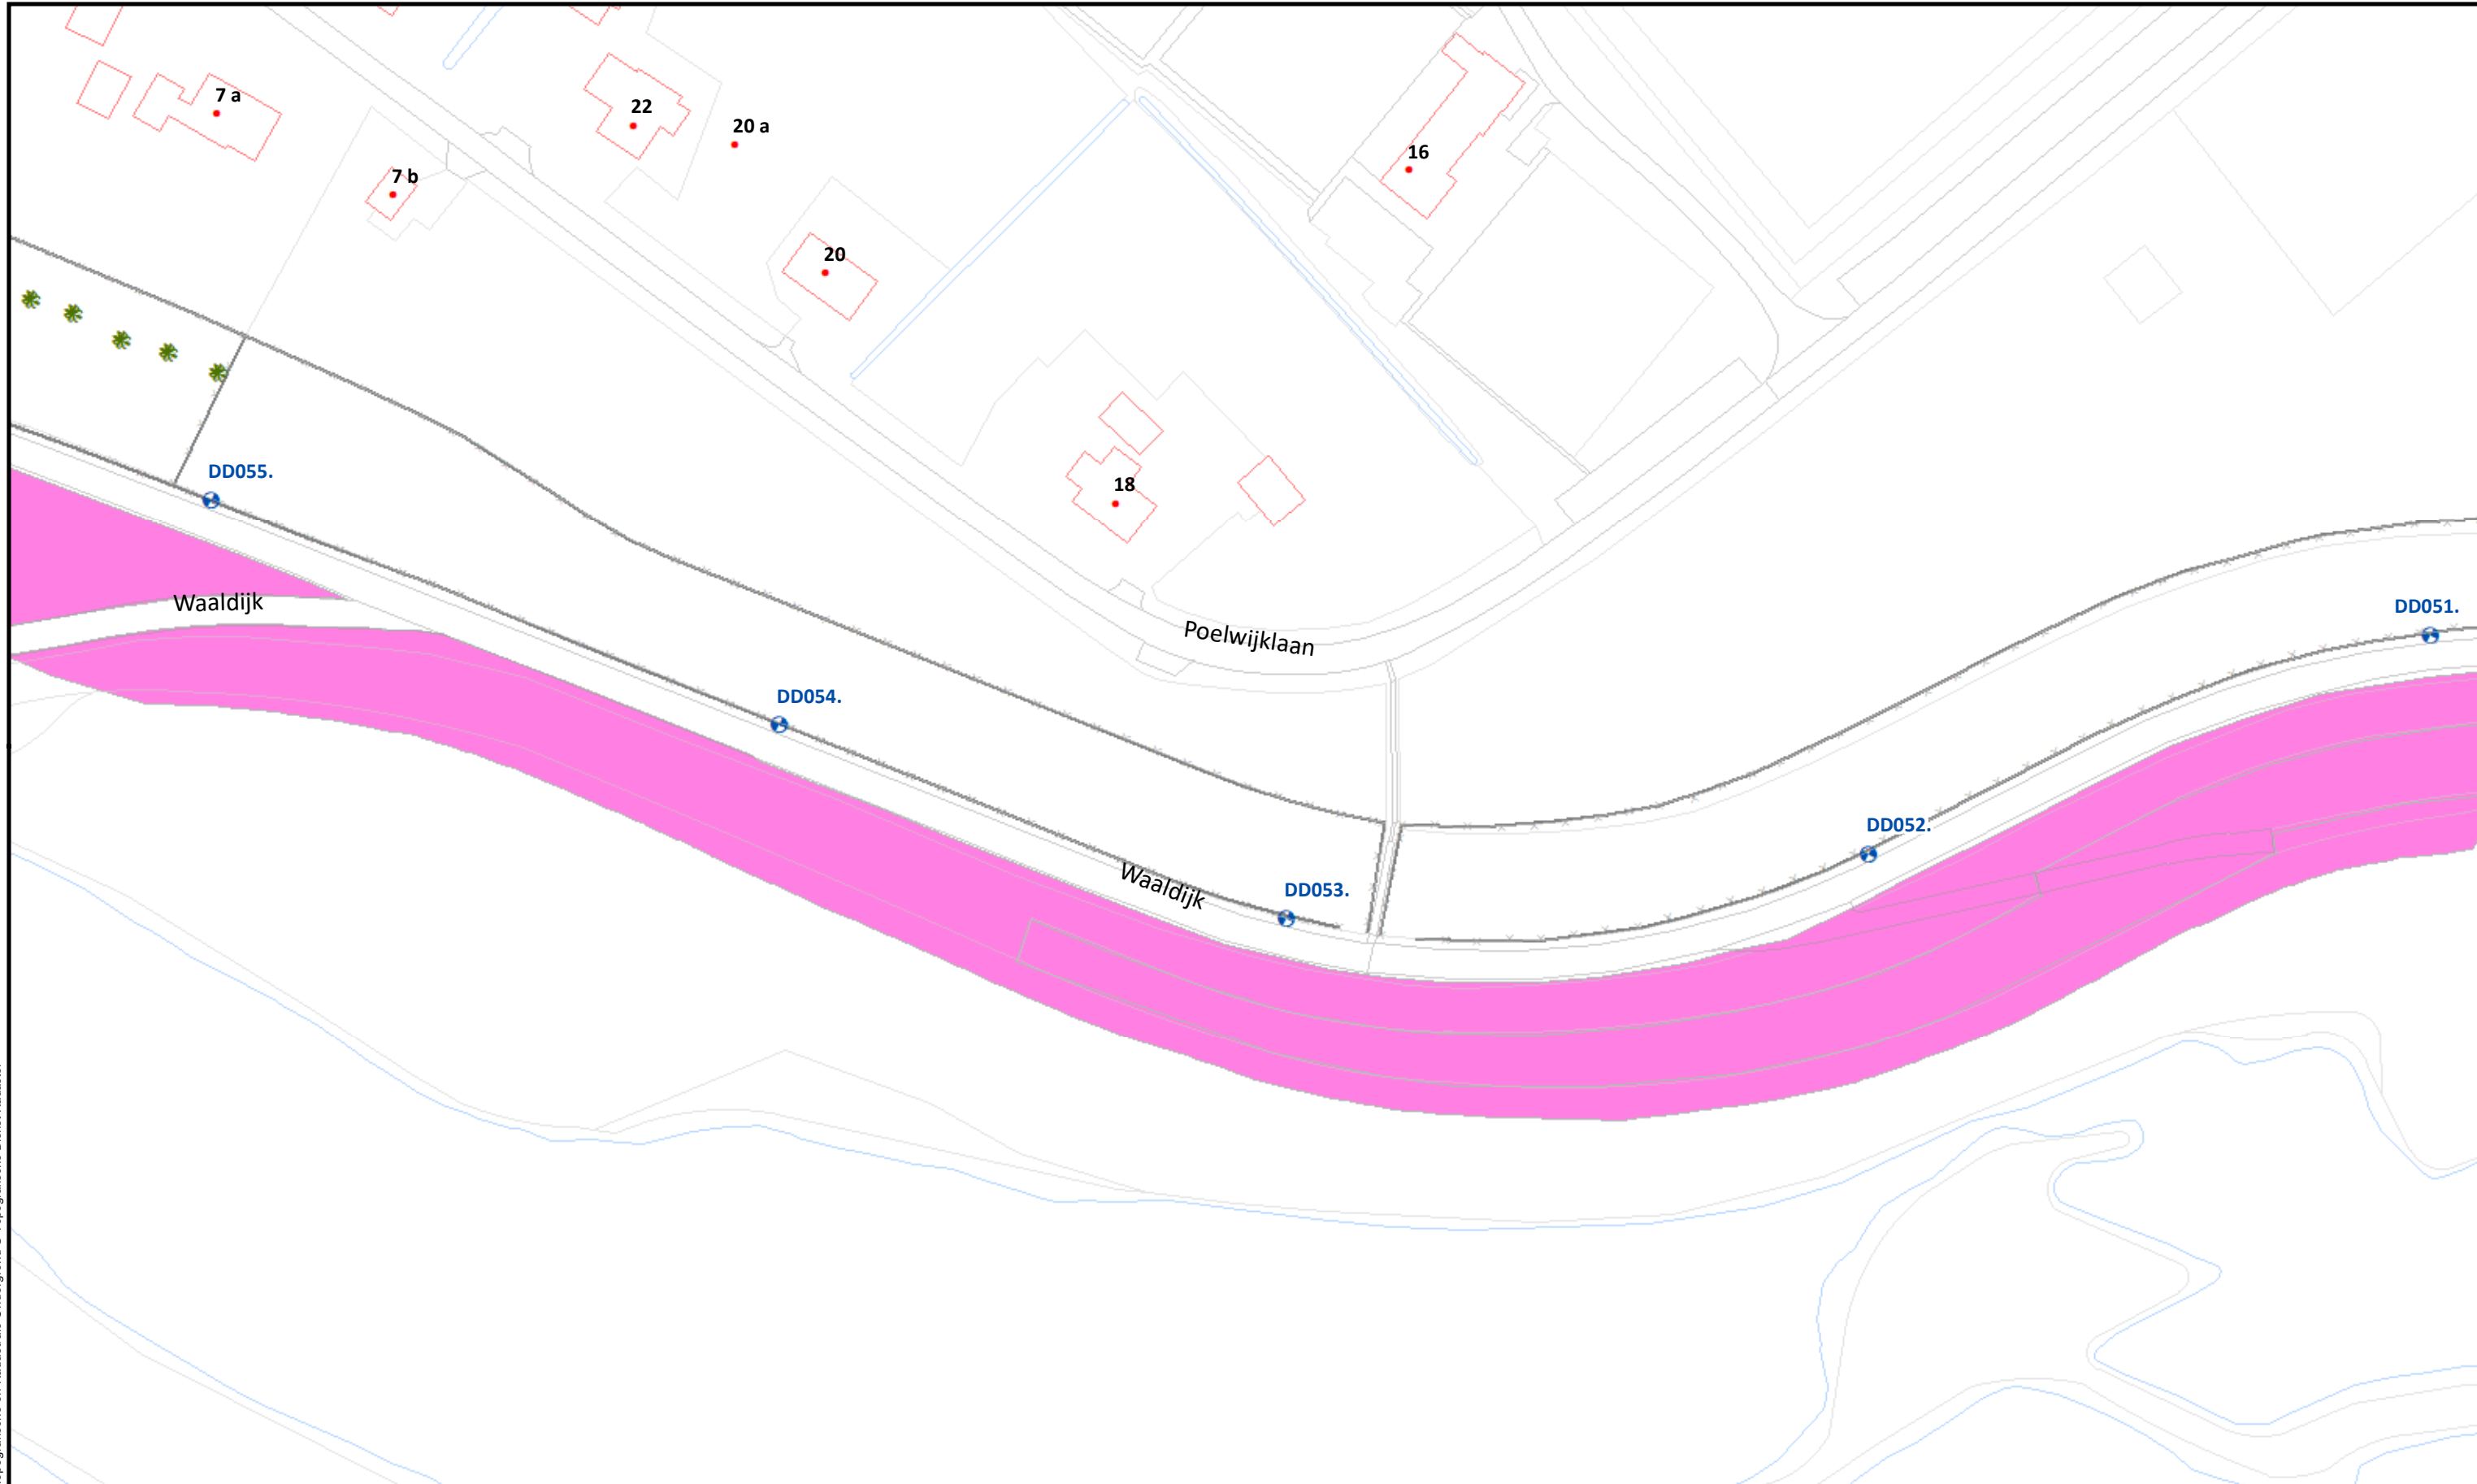 7 a
22
20 a
16
7 b
20
DD055.
18
Waaldijk
DD051.
Poelwijklaan
DD054.
DD052.
Waaldijk
DD053.